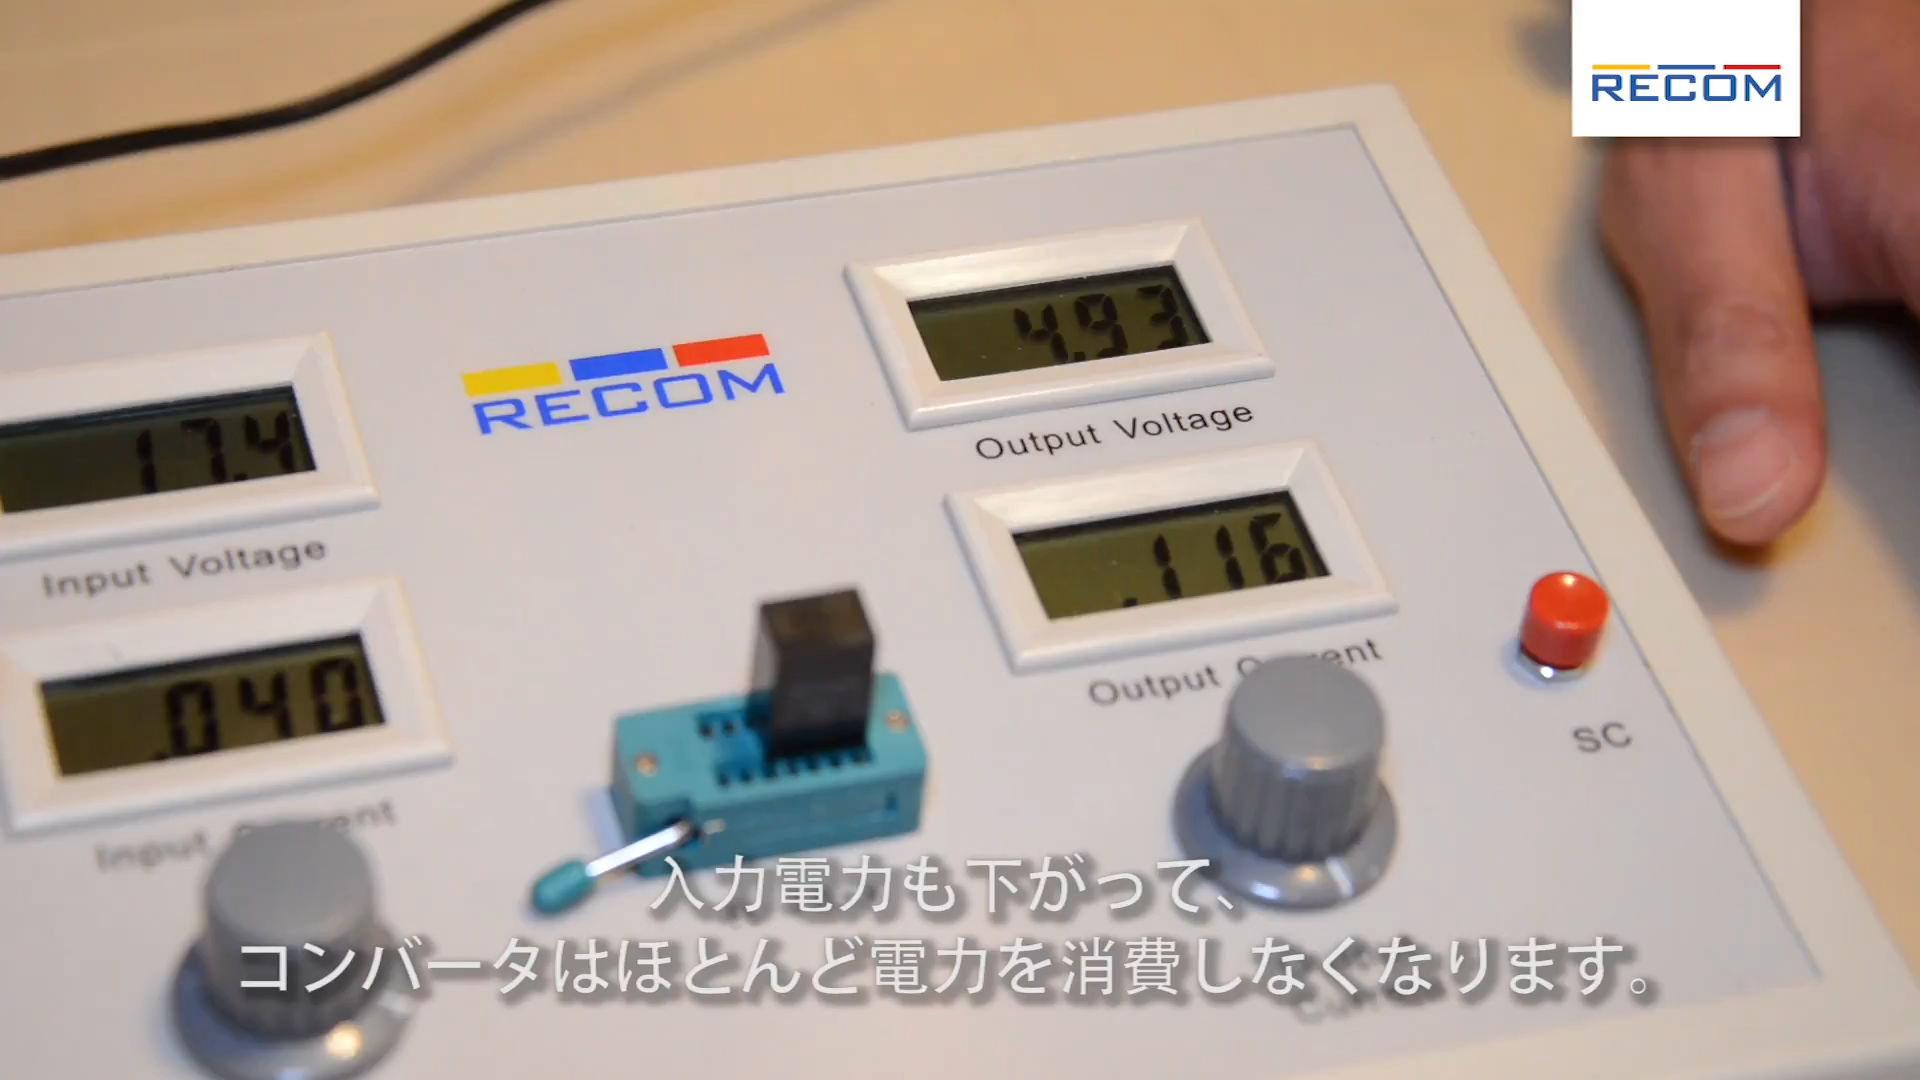 RECOM
RECOM
4.93
Output Voltage
17.4
Input Voltage
.116
Output
.040
Input
SC
入力電力も下がって、
コンバータはほとんど電力を消費しなくなります。